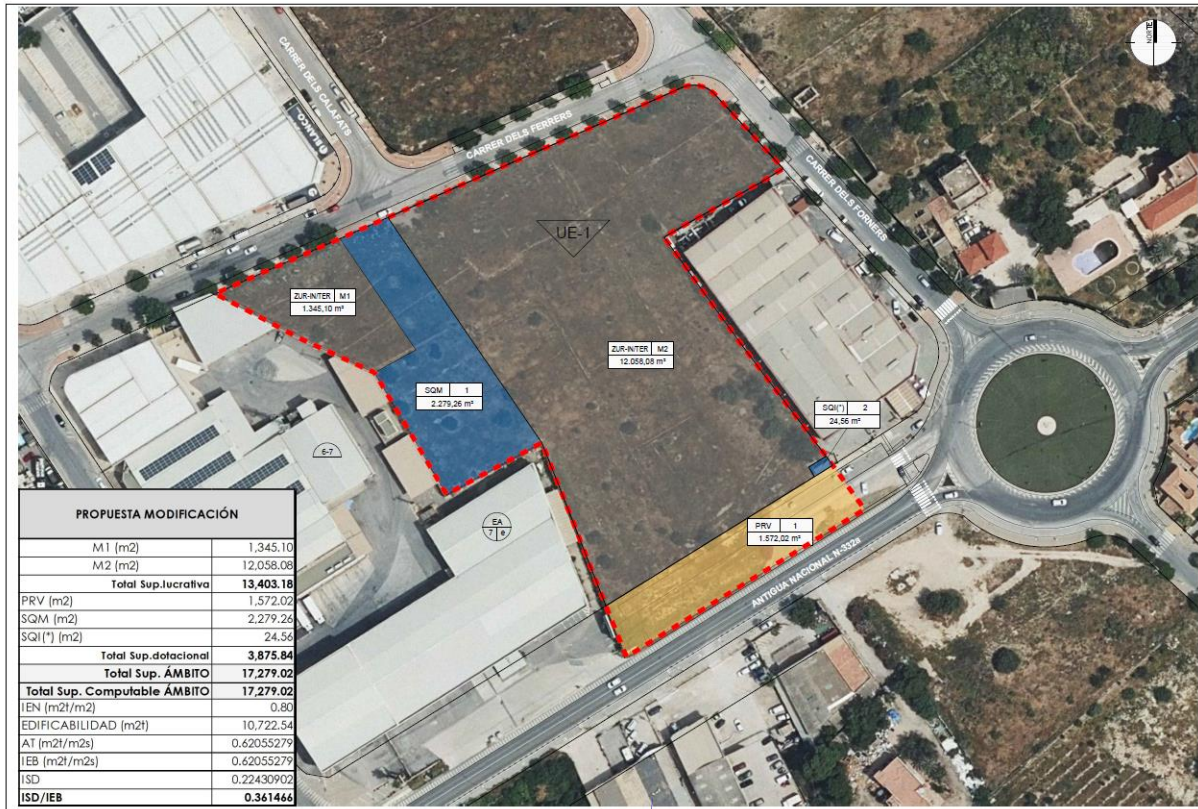 NORTE
CARRER DELS CALAFATS
BLANCO
CARRER DELS FERRERS
CARRER DELS FORNERS
UE-1
ZUR-IN/TER M1
1.345,10 m²
ZUR-IN/TER M2
12.058,08 m²
SQM 1
2.279,26 m²
SQI(*) 2
24,56 m²
6-7
EA
7 e
PRV 1
1.572,02 m²
ANTIGUA NACIONAL N-332a
PROPUESTA MODIFICACIÓN
M1 (m2) 1,345.10
M2 (m2) 12,058.08
Total Sup.lucrativa 13,403.18
PRV (m2) 1,572.02
SQM (m2) 2,279.26
SQI(*) (m2) 24.56
Total Sup.dotacional 3,875.84
Total Sup. ÁMBITO 17,279.02
Total Sup. Computable ÁMBITO 17,279.02
IEN (m2t/m2) 0.80
EDIFICABILIDAD (m2t) 10,722.54
AT (m2t/m2s) 0.62055279
IEB (m2t/m2s) 0.62055279
ISD 0.22430902
ISD/IEB 0.361466